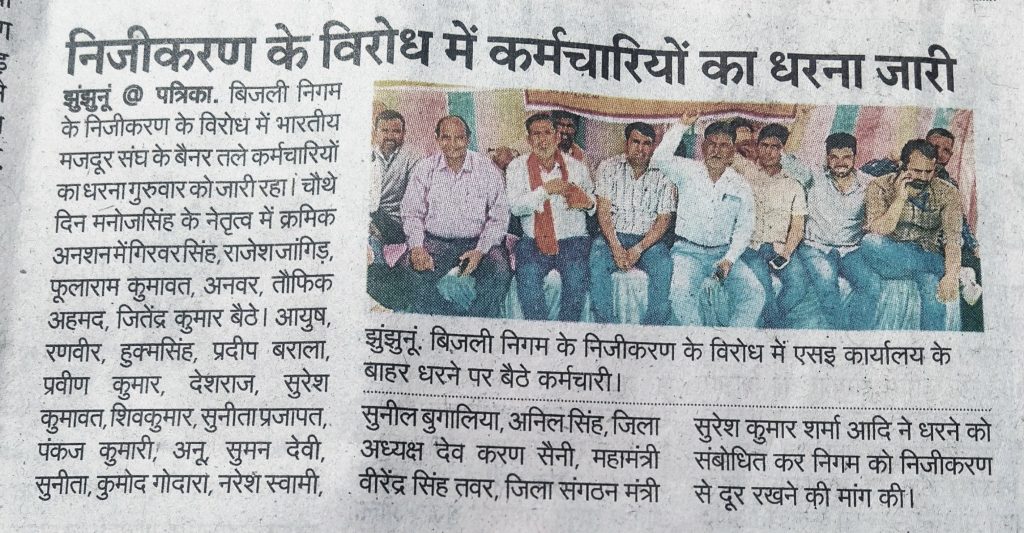 निजीकरण के विरोध में कर्मचारियों का धरना जारी
झुंझुनूं @ पत्रिका. बिजली निगम
के निजीकरण के विरोध में भारतीय
मजदूर संघ के बैनर तले कर्मचारियों
का धरना गुरुवार को जारी रहा। चौथे
दिन मनोजसिंह के नेतृत्व में क्रमिक
अनशन में गिरवर सिंह, राजेश जांगिड़,
फूलाराम कुमावत, अनवर, तौफिक
अहमद, जितेंद्र कुमार बैठे। आयुष,
रणवीर, हुक्मसिंह, प्रदीप बराला,
प्रवीण कुमार, देशराज, सुरेश
कुमावत, शिवकुमार, सुनीता प्रजापत,
पंकज कुमारी, अनू, सुमन देवी,
सुनीता, कुमोद गोदारा, नरेश स्वामी,
झुंझुनूं. बिजली निगम के निजीकरण के विरोध में एसइ कार्यालय के
बाहर धरने पर बैठे कर्मचारी।
सुनील बुगालिया, अनिल सिंह, जिला
अध्यक्ष देव करण सैनी, महामंत्री
वीरेंद्र सिंह तवर, जिला संगठन मंत्री
सुरेश कुमार शर्मा आदि ने धरने को
संबोधित कर निगम को निजीकरण
से दूर रखने की मांग की।